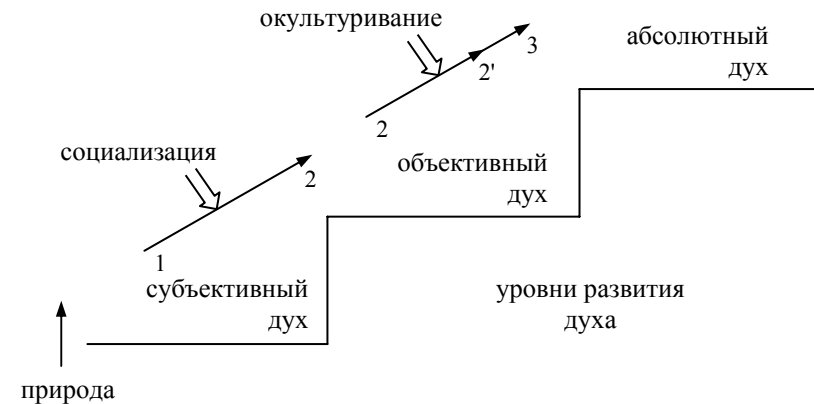 окультуривание
абсолютный
дух
3
2'
2
социализация
объективный
дух
2
1
субъективный
дух
уровни развития
духа
природа